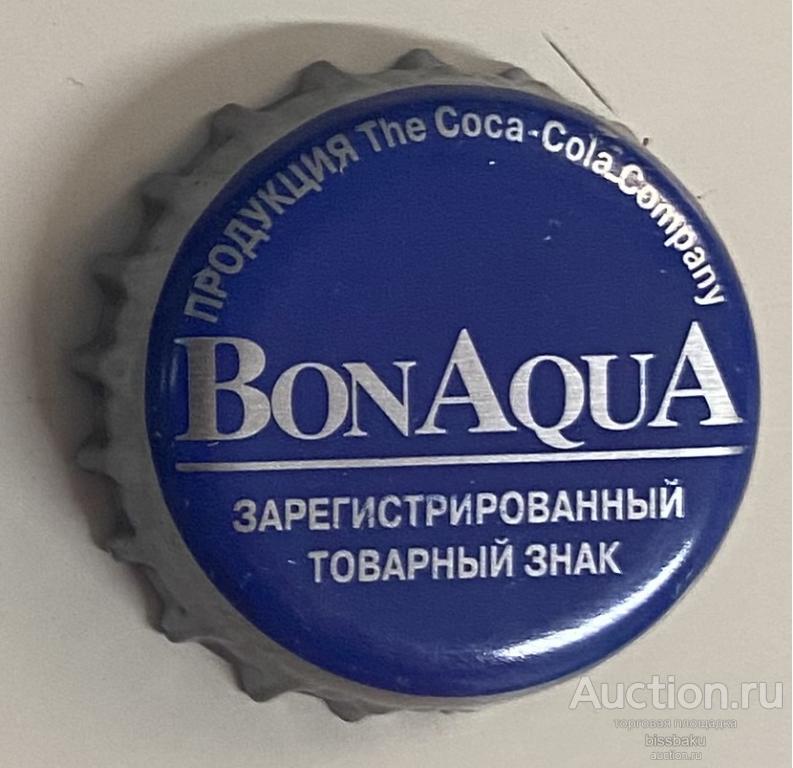 ПРОДУКЦИЯ The Coca-Cola Company
BONAQUA
ЗАРЕГИСТРИРОВАННЫЙ
ТОВАРНЫЙ ЗНАК
Auction.ru
торговая площадка
bissbaku
auction.ru